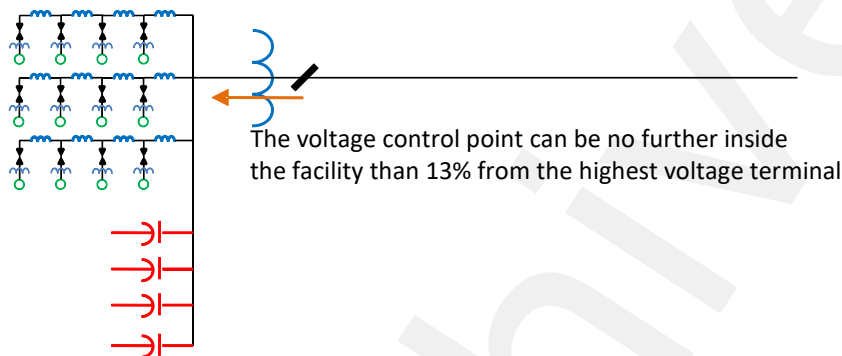 The voltage control point can be no further inside
the facility than 13% from the highest voltage terminal